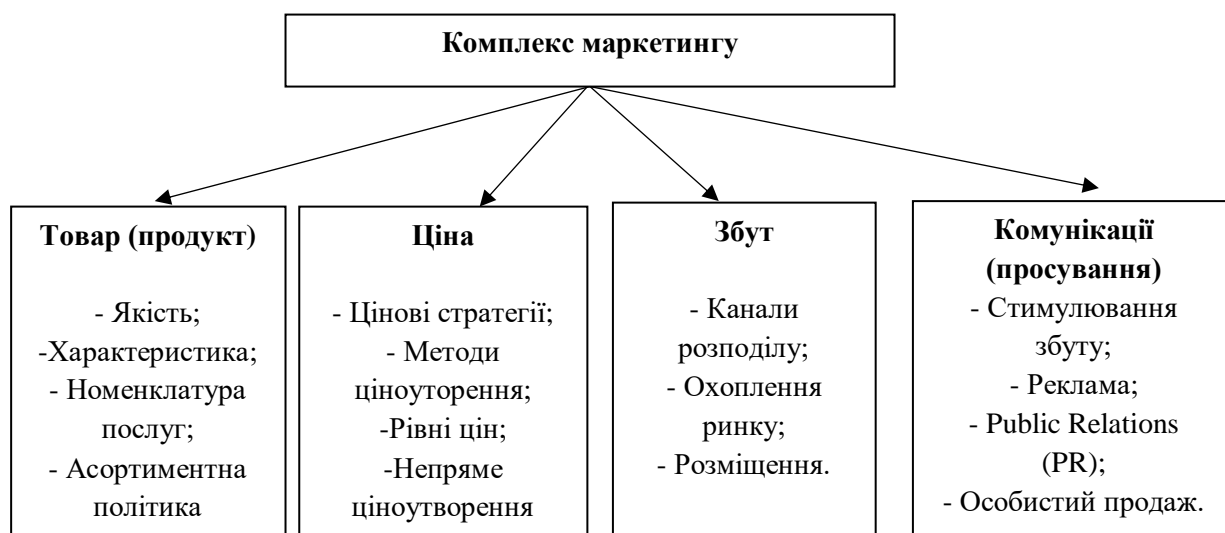 Комплекс маркетингу
Товар (продукт)
- Якість;
-Характеристика;
- Номенклатура
послуг;
- Асортиментна
політика
Ціна
- Цінові стратегії;
- Методи
ціноуторення;
-Рівні цін;
-Непряме
ціноутворення
Збут
- Канали
розподілу;
- Охоплення
ринку;
- Розміщення.
Комунікації
(просування)
- Стимулювання
збуту;
- Реклама;
- Public Relations
(PR);
- Особистий продаж.